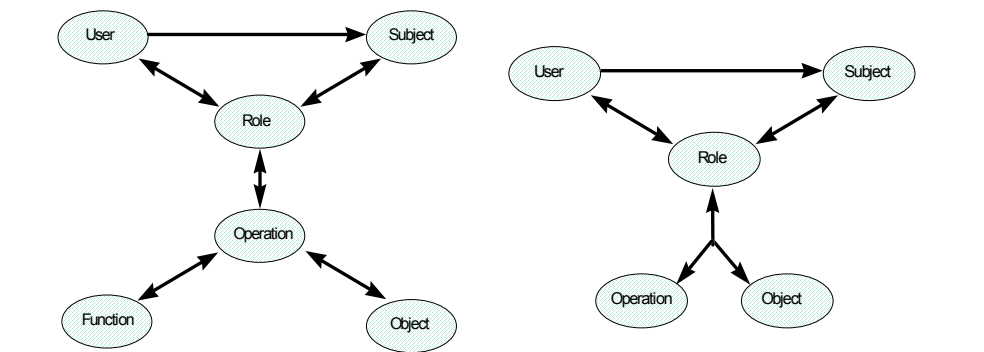 User
Subject
Role
Operation
Function
Object
User
Subject
Role
Operation
Object